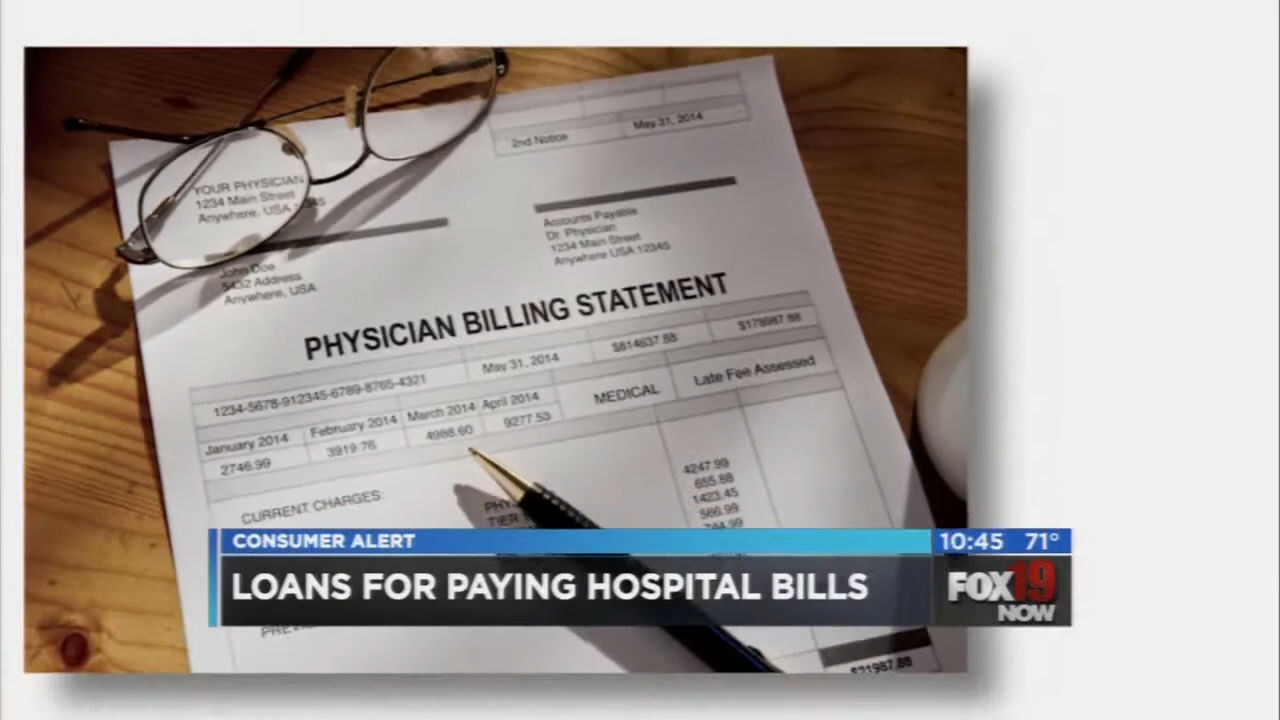 2nd Notice
May 31, 2014
YOUR PHYSICIAN
1234 Main Street
Anywhere, USA
Accounts Payable
Dr. Physician
1234 Main Street
Anywhere USA 12345
John Doe
5432 Address
Anywhere, USA
PHYSICIAN BILLING STATEMENT
1234-5678-912345-6789-8765-4321
May 31, 2014
$814637.88
$178987.88
January 2014 February 2014 March 2014 April 2014
MEDICAL
Late Fee Assessed
2746.99 3919.76 4988.60 9277.53
CURRENT CHARGES:
4247.99
655.88
1423.45
566.99
TIER
CONSUMER ALERT
10:45 71°
LOANS FOR PAYING HOSPITAL BILLS
FOX19
NOW
$21987.88